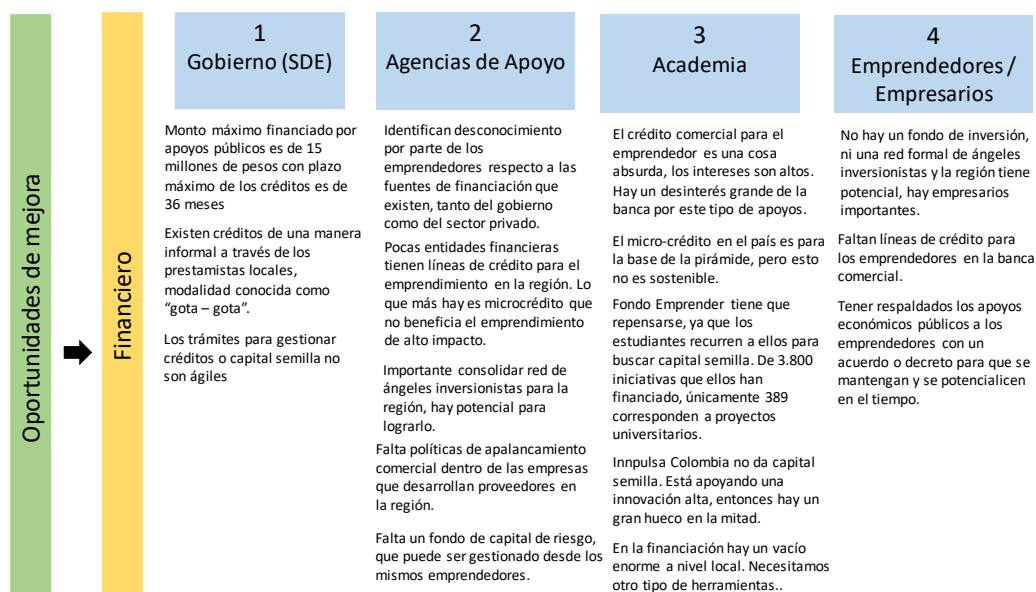 Oportunidades de mejora
Financiero
1
Gobierno (SDE)
Monto máximo financiado por
apoyos públicos es de 15
millones de pesos con plazo
máximo de los créditos es de
36 meses
Existen créditos de una manera
informal a través de los
prestamistas locales,
modalidad conocida como
“gota – gota”.
Los trámites para gestionar
créditos o capital semilla no
son ágiles
2
Agencias de Apoyo
Identifican desconocimiento
por parte de los
emprendedores respecto a las
fuentes de financiación que
existen, tanto del gobierno
como del sector privado.
Pocas entidades financieras
tienen líneas de crédito para el
emprendimiento en la región. Lo
que más hay es microcrédito que
no beneficia el emprendimiento
de alto impacto.
Importante consolidar red de
ángeles inversionistas para la
región, hay potencial para
lograrlo.
Falta políticas de apalancamiento
comercial dentro de las empresas
que desarrollan proveedores en
la región.
Falta un fondo de capital de riesgo,
que puede ser gestionado desde los
mismos emprendedores.
3
Academia
El crédito comercial para el
emprendedor es una cosa
absurda, los intereses son altos.
Hay un desinterés grande de la
banca por este tipo de apoyos.
El micro-crédito en el país es para
la base de la pirámide, pero esto
no es sostenible.
Fondo Emprender tiene que
repensarse, ya que los
estudiantes recurren a ellos para
buscar capital semilla. De 3.800
iniciativas que ellos han
financiado, únicamente 389
corresponden a proyectos
universitarios.
Innpulsa Colombia no da capital
semilla. Está apoyando una
innovación alta, entonces hay un
gran hueco en la mitad.
En la financiación hay un vacío
enorme a nivel local. Necesitamos
otro tipo de herramientas..
4
Emprendedores /
Empresarios
No hay un fondo de inversión,
ni una red formal de ángeles
inversionistas y la región tiene
potencial, hay empresarios
importantes.
Faltan líneas de crédito para
los emprendedores en la banca
comercial.
Tener respaldados los apoyos
económicos públicos a los
emprendedores con un
acuerdo o decreto para que se
mantengan y se potencialicen
en el tiempo.